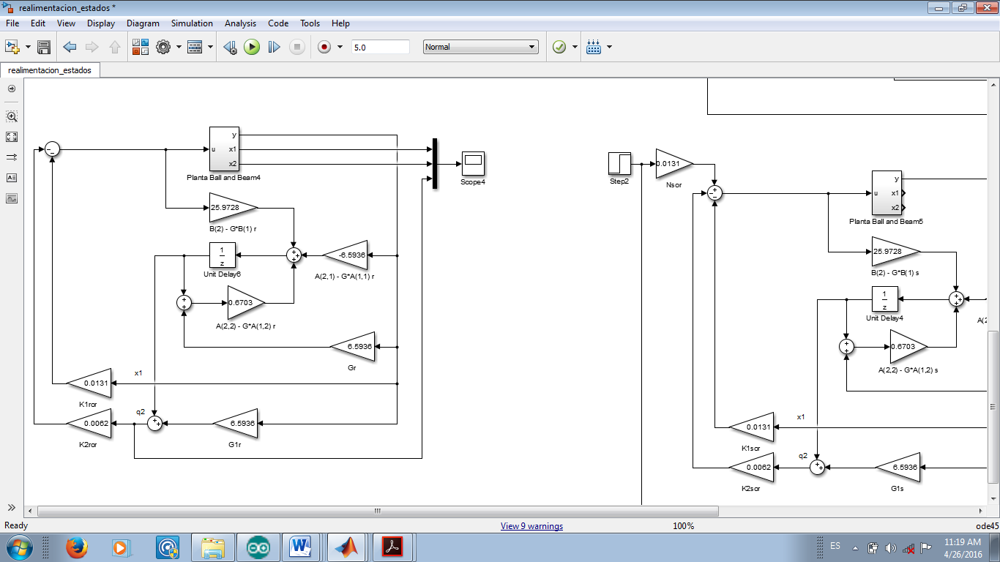 realimentacion_estados *
File Edit View Display Diagram Simulation Analysis Code Tools Help
5.0
Normal
realimentacion_estados
y
u x1
x2
Planta Ball and Beam4
Scope4
25.9728
B(2) - G*B(1) r
1
z
Unit Delay6
-6.5936
A(2,1) - G*A(1,1) r
0.6703
A(2,2) - G*A(1,2) r
6.5936
Gr
x1
0.0131
K1ror
q2
0.0062
K2ror
6.5936
G1r
Step2
0.0131
Nsor
y
u x1
x2
Planta Ball and Beam5
25.9728
B(2) - G*B(1) s
1
z
Unit Delay4
A(2
0.6703
A(2,2) - G*A(1,2) s
x1
0.0131
K1sor
q2
0.0062
K2sor
6.5936
G1s
Ready
View 9 warnings
100%
ode45
ES
11:19 AM
4/26/2016